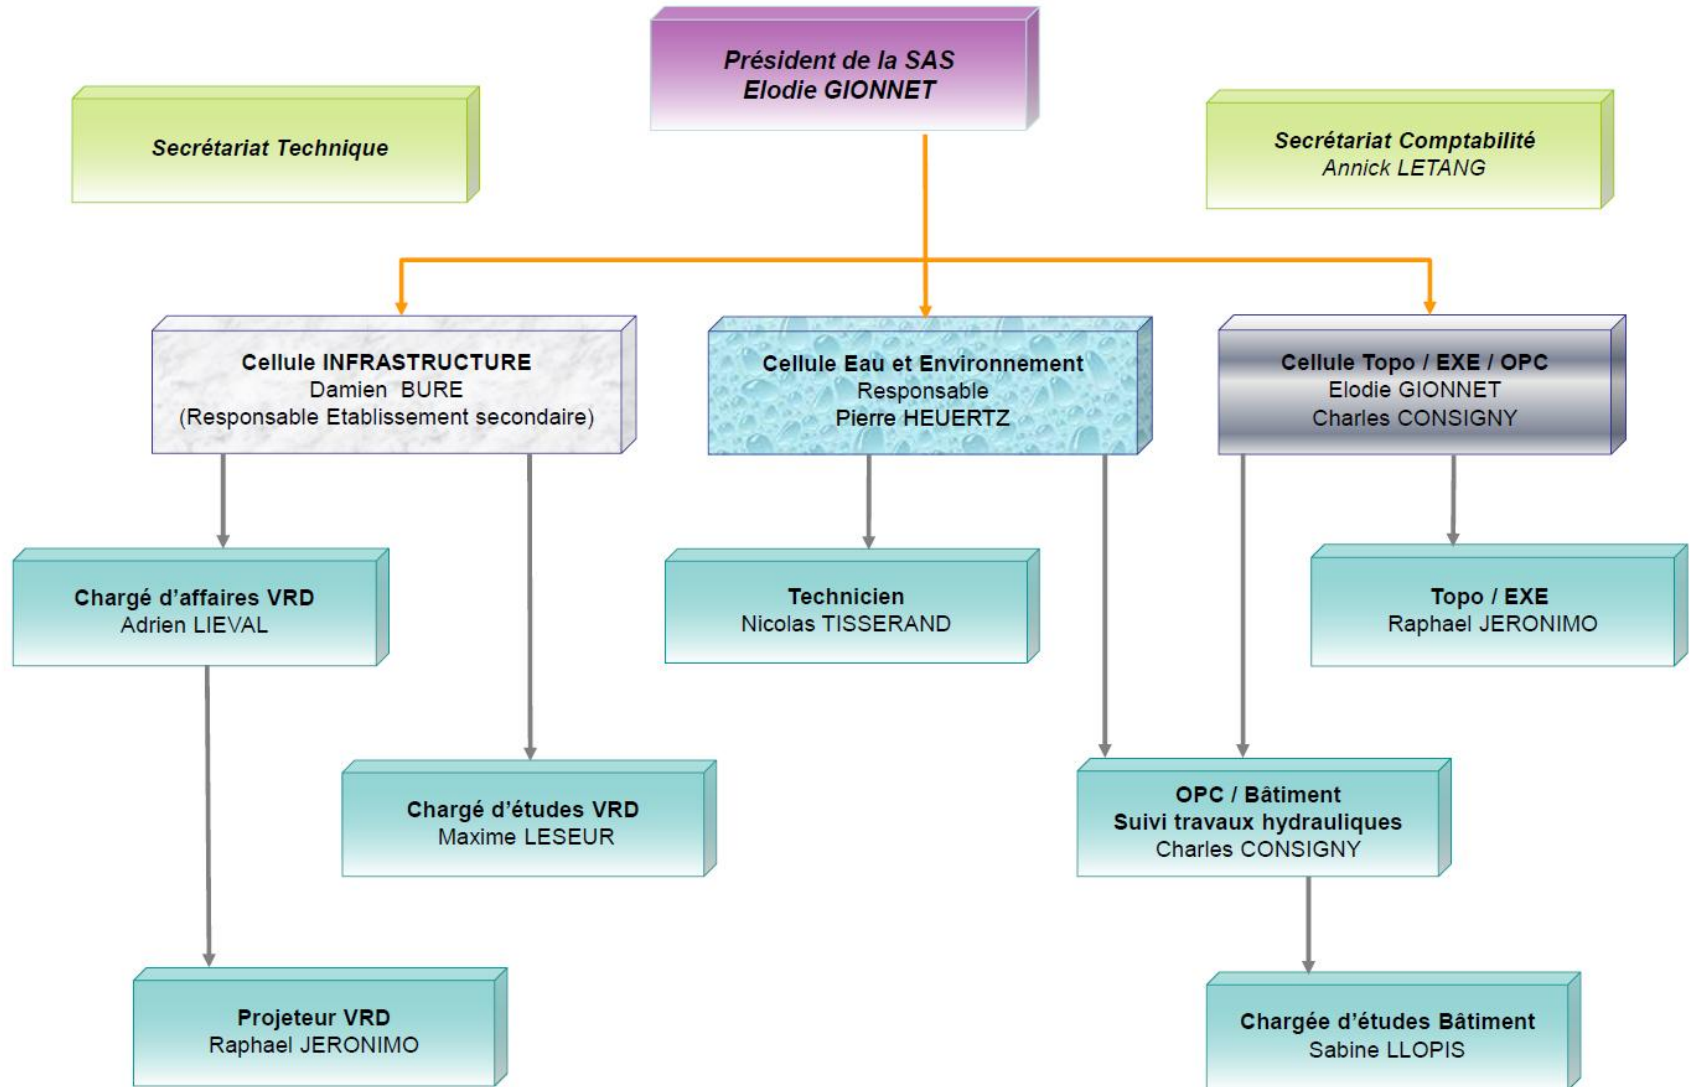 Président de la SAS
Elodie GIONNET
Secrétariat Technique
Secrétariat Comptabilité
Annick LETANG
Cellule INFRASTRUCTURE
Damien BURE
(Responsable Etablissement secondaire)
Cellule Eau et Environnement
Responsable
Pierre HEUERTZ
Cellule Topo / EXE / OPC
Elodie GIONNET
Charles CONSIGNY
Chargé d'affaires VRD
Adrien LIEVAL
Technicien
Nicolas TISSERAND
Topo / EXE
Raphael JERONIMO
Chargé d'études VRD
Maxime LESEUR
OPC / Bâtiment
Suivi travaux hydrauliques
Charles CONSIGNY
Projeteur VRD
Raphael JERONIMO
Chargée d'études Bâtiment
Sabine LLOPIS